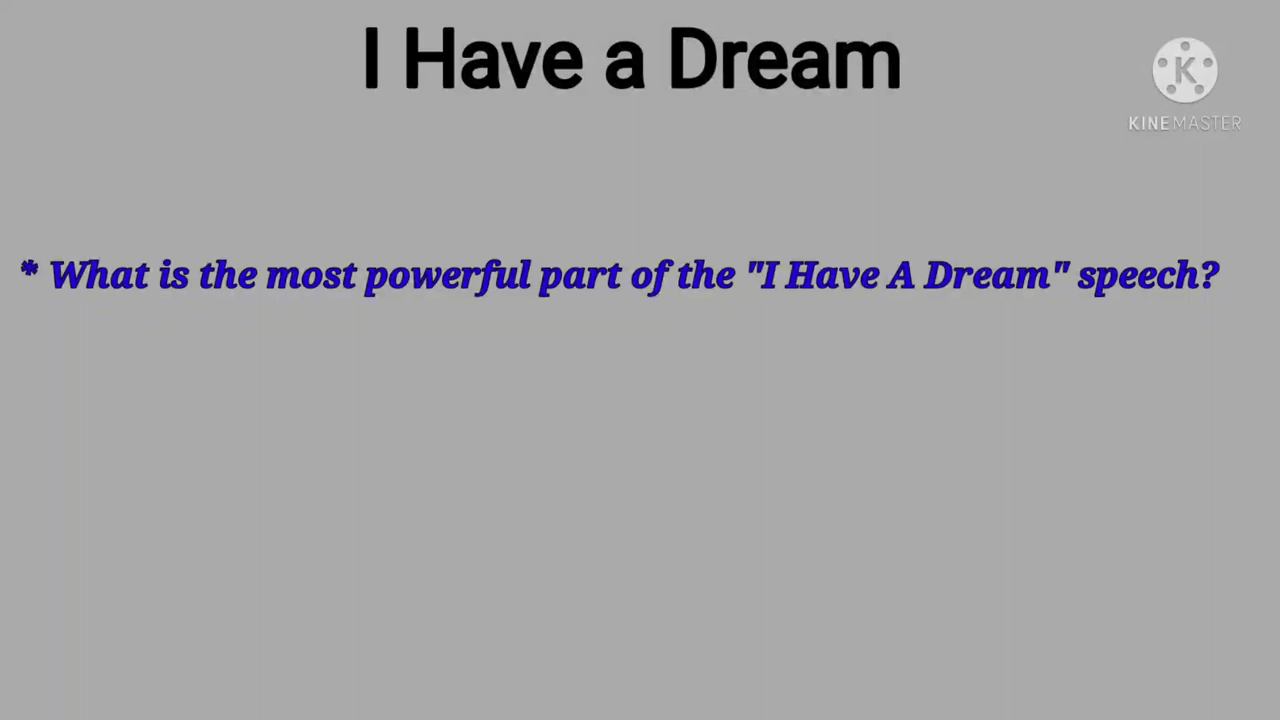 I Have a Dream
K
KINEMASTER
* What is the most powerful part of the "I Have A Dream" speech?